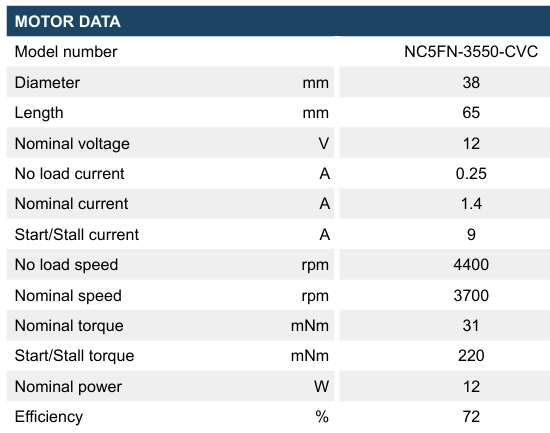 MOTOR DATA
Model number NC5FN-3550-CVC
Diameter mm 38
Length mm 65
Nominal voltage V 12
No load current A 0.25
Nominal current A 1.4
Start/Stall current A 9
No load speed rpm 4400
Nominal speed rpm 3700
Nominal torque mNm 31
Start/Stall torque mNm 220
Nominal power W 12
Efficiency % 72